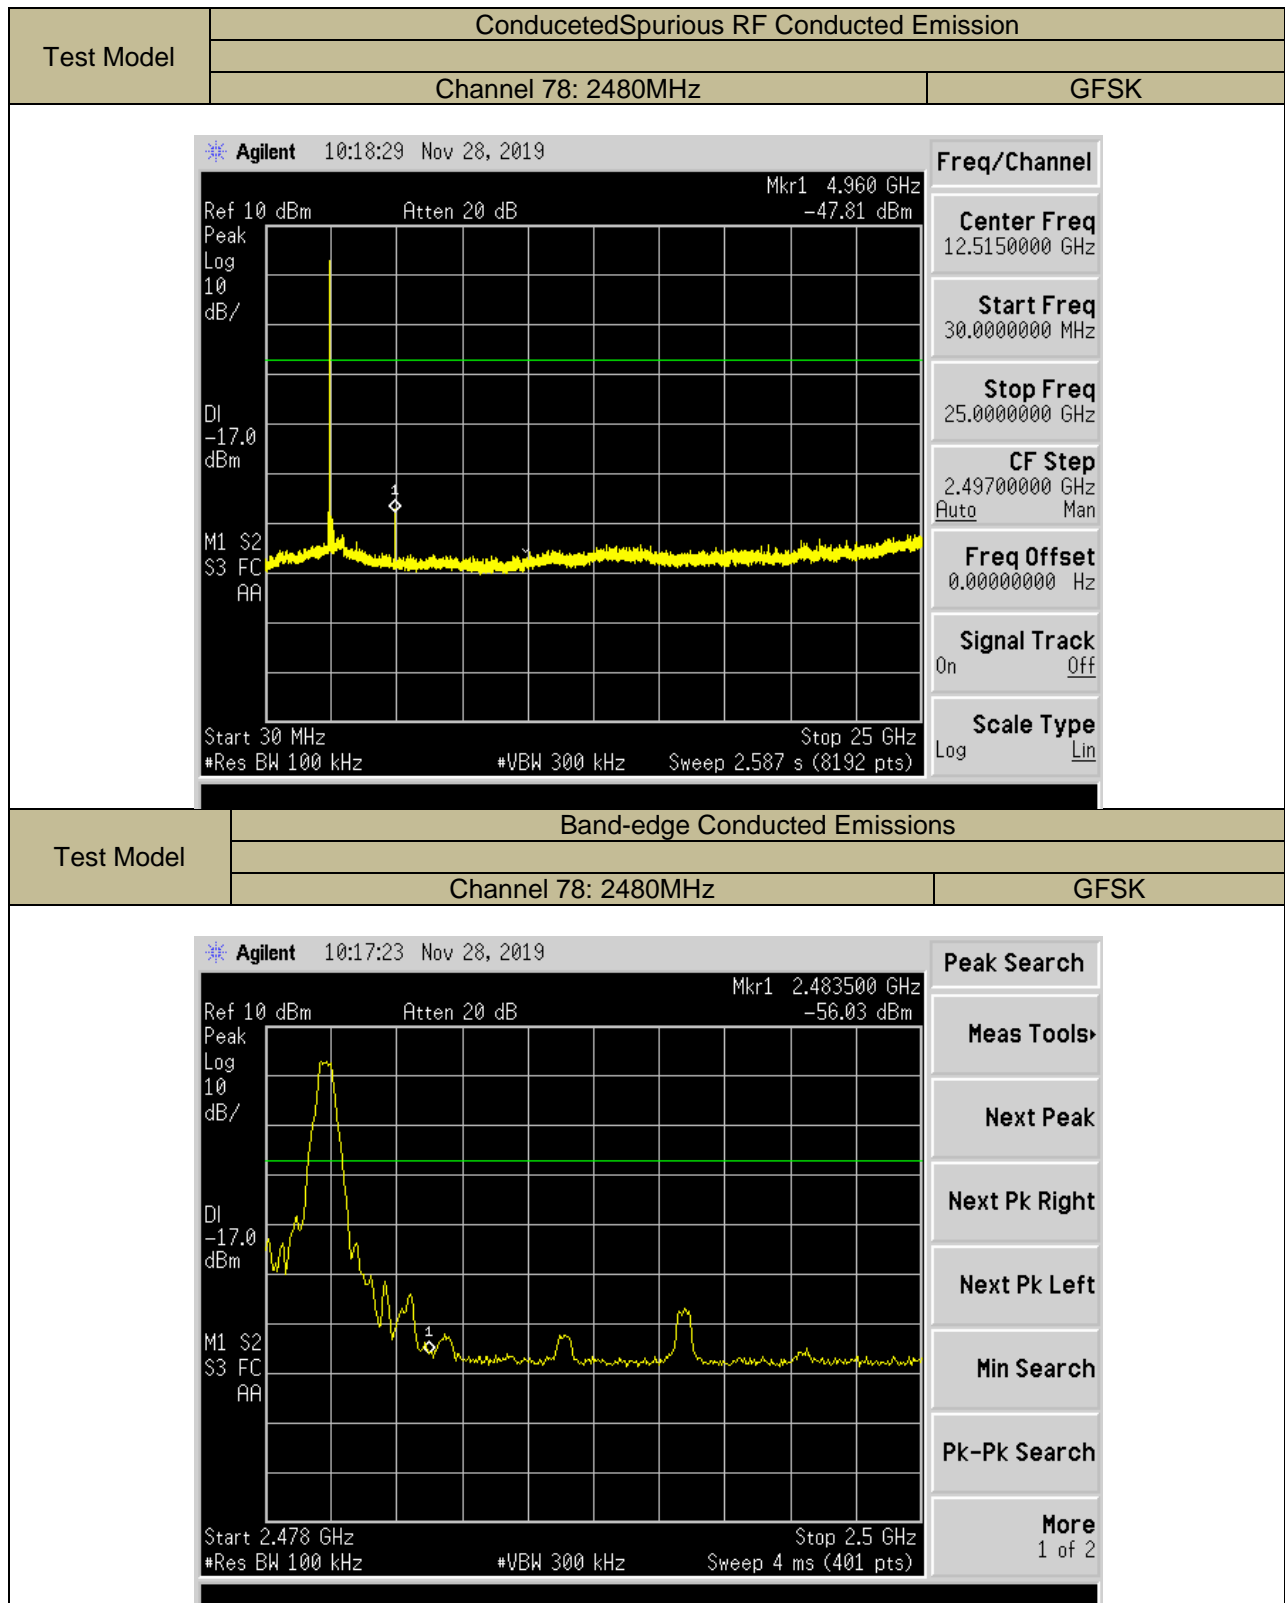 Test Model
ConducetedSpurious RF Conducted Emission
Channel 78: 2480MHz
GFSK
Agilent 10:18:29 Nov 28, 2019
Mkr1 4.960 GHz
Ref 10 dBm Atten 20 dB -47.81 dBm
Peak
Log
10
dB/
DI
-17.0
dBm
1
M1 S2
S3 FC
AA
Start 30 MHz Stop 25 GHz
#Res BW 100 kHz #VBW 300 kHz Sweep 2.587 s (8192 pts)
Freq/Channel
Center Freq
12.5150000 GHz
Start Freq
30.0000000 MHz
Stop Freq
25.0000000 GHz
CF Step
2.49700000 GHz
Auto Man
Freq Offset
0.00000000 Hz
Signal Track
On Off
Scale Type
Log Lin
Test Model
Band-edge Conducted Emissions
Channel 78: 2480MHz
GFSK
Agilent 10:17:23 Nov 28, 2019
Mkr1 2.483500 GHz
Ref 10 dBm Atten 20 dB -56.03 dBm
Peak
Log
10
dB/
DI
-17.0
dBm
1
M1 S2
S3 FC
AA
Start 2.478 GHz Stop 2.5 GHz
#Res BW 100 kHz #VBW 300 kHz Sweep 4 ms (401 pts)
Peak Search
Meas Tools
Next Peak
Next Pk Right
Next Pk Left
Min Search
Pk-Pk Search
More
1 of 2